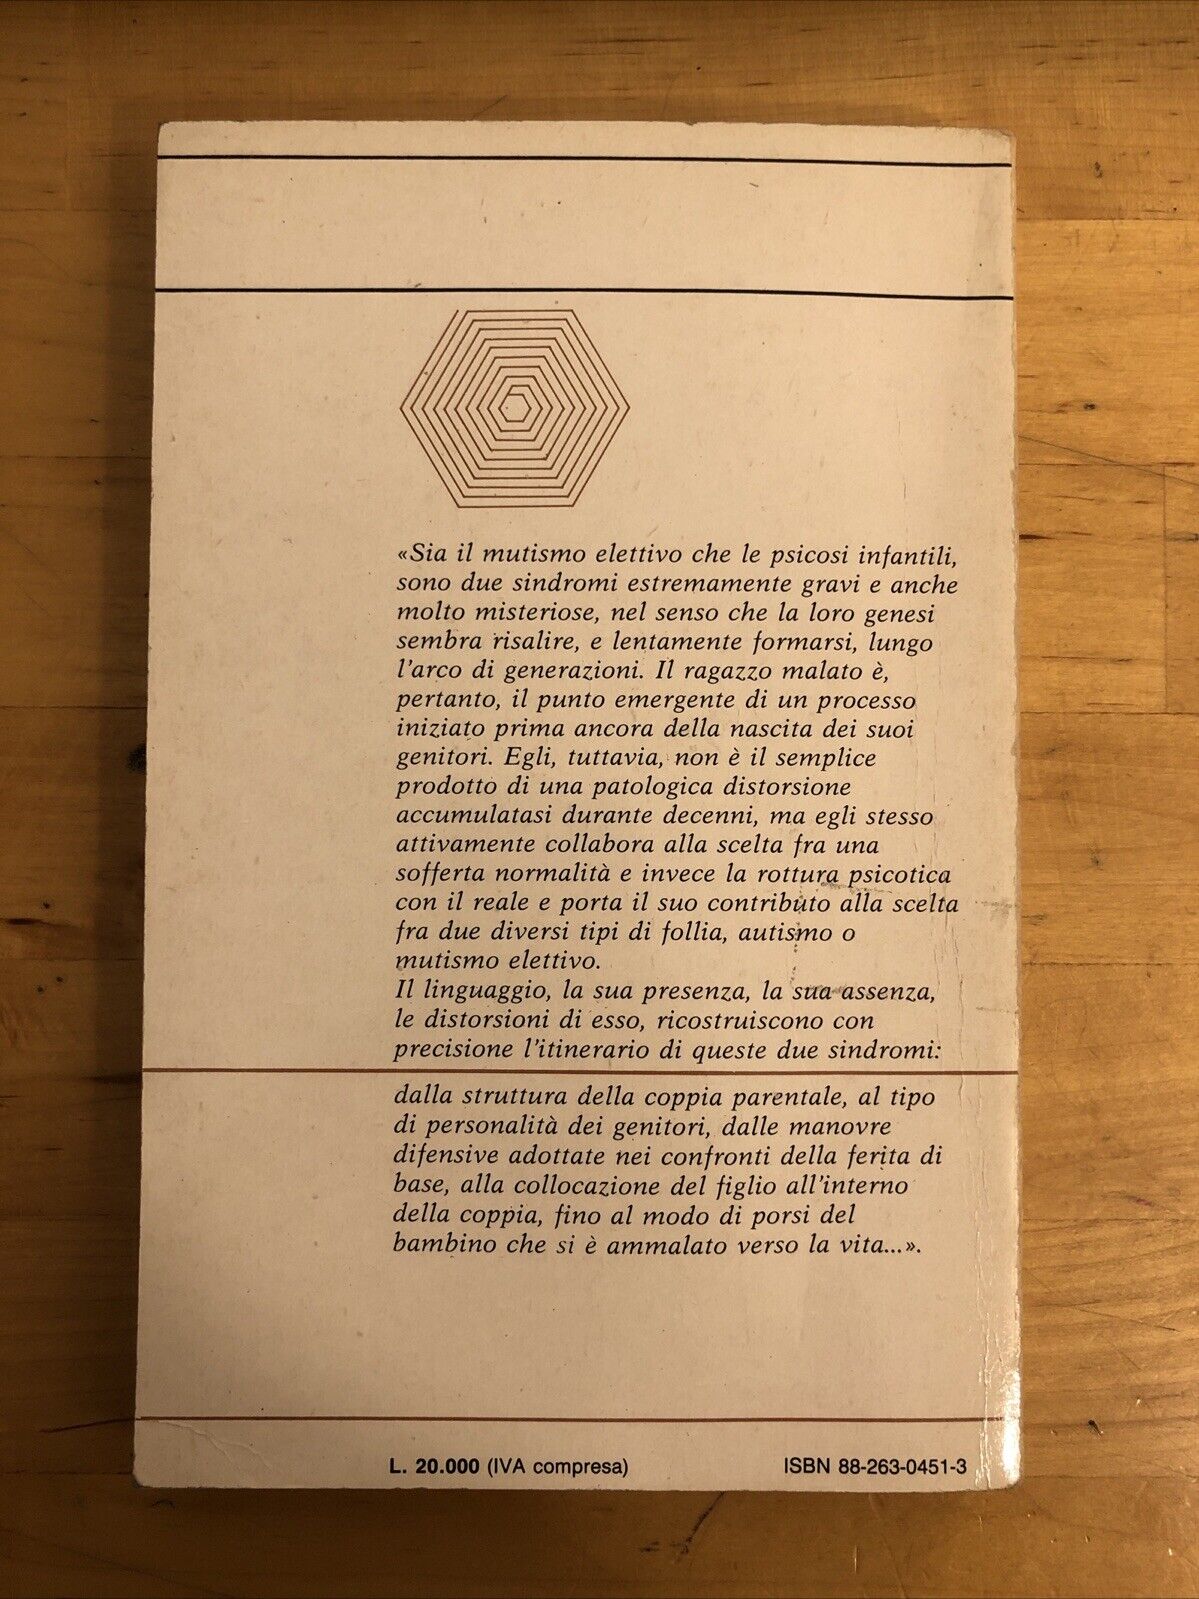 «Sia il mutismo elettivo che le psicosi infantili,
sono due sindromi estremamente gravi e anche
molto misteriose, nel senso che la loro genesi
sembra risalire, e lentamente formarsi, lungo
l'arco di generazioni. Il ragazzo malato è,
pertanto, il punto emergente di un processo
iniziato prima ancora della nascita dei suoi
genitori. Egli, tuttavia, non è il semplice
prodotto di una patologica distorsione
accumulatasi durante decenni, ma egli stesso
attivamente collabora alla scelta fra una
sofferta normalità e invece la rottura psicotica
con il reale e porta il suo contributo alla scelta
fra due diversi tipi di follia, autismo o
mutismo elettivo.
Il linguaggio, la sua presenza, la sua assenza,
le distorsioni di esso, ricostruiscono con
precisione l'itinerario di queste due sindromi:
dalla struttura della coppia parentale, al tipo
di personalità dei genitori, dalle manovre
difensive adottate nei confronti della ferita di
base, alla collocazione del figlio all'interno
della coppia, fino al modo di porsi del
bambino che si è ammalato verso la vita...».
L. 20.000 (IVA compresa)
ISBN 88-263-0451-3